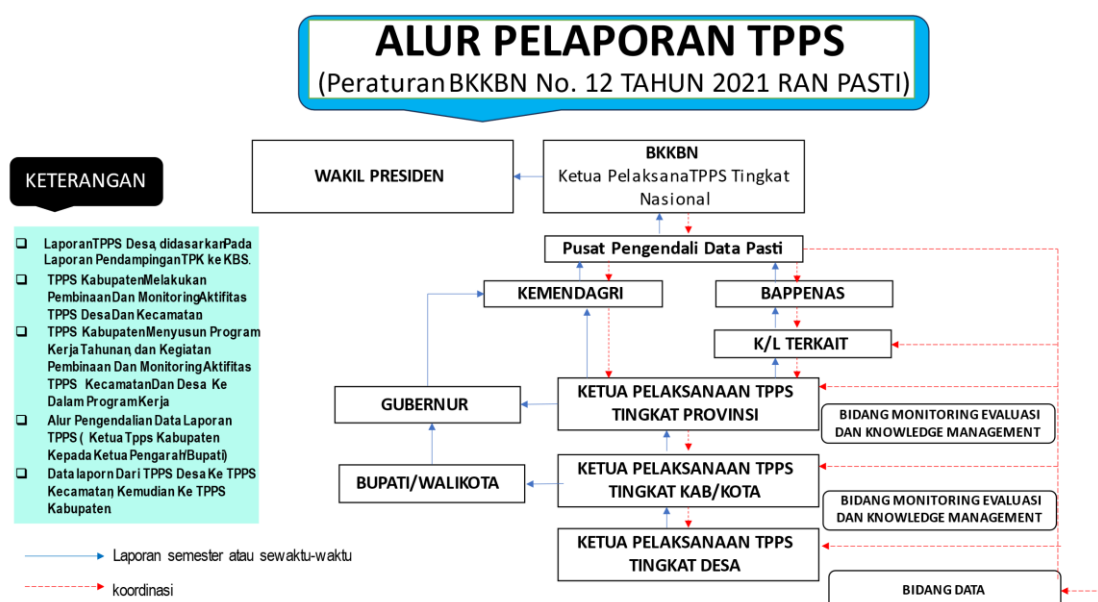 ALUR PELAPORAN TPPS
(Peraturan BKKBN No. 12 TAHUN 2021 RAN PASTI)
KETERANGAN
LaporanTPPS Desa, didasarkanPada
Laporan PendampinganTPK ke KBS.
TPPS KabupatenMelakukan
Pembinaan Dan MonitoringAktifitas
TPPS DesaDan Kecamatan
TPPS KabupatenMenyusun Program
Kerja Tahunan, dan Kegiatan
Pembinaan Dan MonitoringAktifitas
TPPS KecamatanDan Desa Ke
Dalam ProgramKerja
Alur Pengendalian Data Laporan
TPPS ( Ketua Tpps Kabupaten
Kepada Ketua Pengarah/Bupati)
Data laporn Dari TPPS Desa Ke TPPS
Kecamatan, Kemudian Ke TPPS
Kabupaten.
Laporan semester atau sewaktu-waktu
koordinasi
WAKIL PRESIDEN
BKKBN
Ketua PelaksanaTPPS Tingkat
Nasional
Pusat Pengendali Data Pasti
KEMENDAGRI
BAPPENAS
K/L TERKAIT
GUBERNUR
KETUA PELAKSANAAN TPPS
TINGKAT PROVINSI
BIDANG MONITORING EVALUASI
DAN KNOWLEDGE MANAGEMENT
BUPATI/WALIKOTA
KETUA PELAKSANAAN TPPS
TINGKAT KAB/KOTA
BIDANG MONITORING EVALUASI
DAN KNOWLEDGE MANAGEMENT
KETUA PELAKSANAAN TPPS
TINGKAT DESA
BIDANG DATA